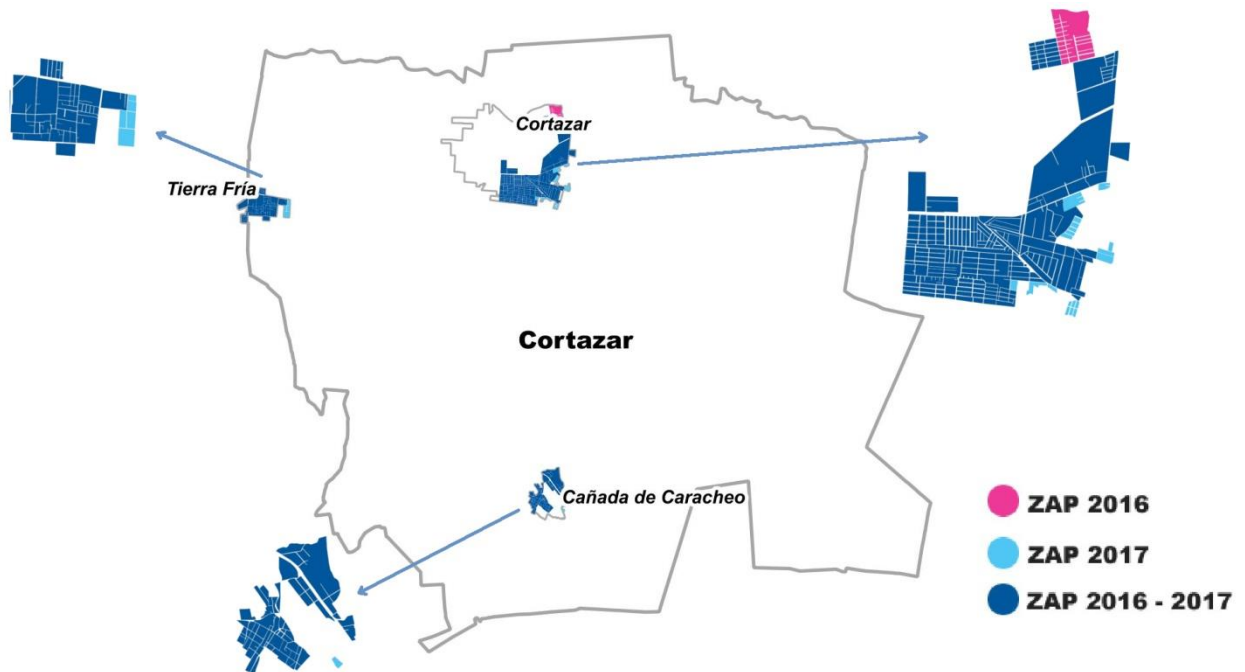 Cortazar
Tierra Fría
Cortazar
Cañada de Caracheo
ZAP 2016
ZAP 2017
ZAP 2016 - 2017